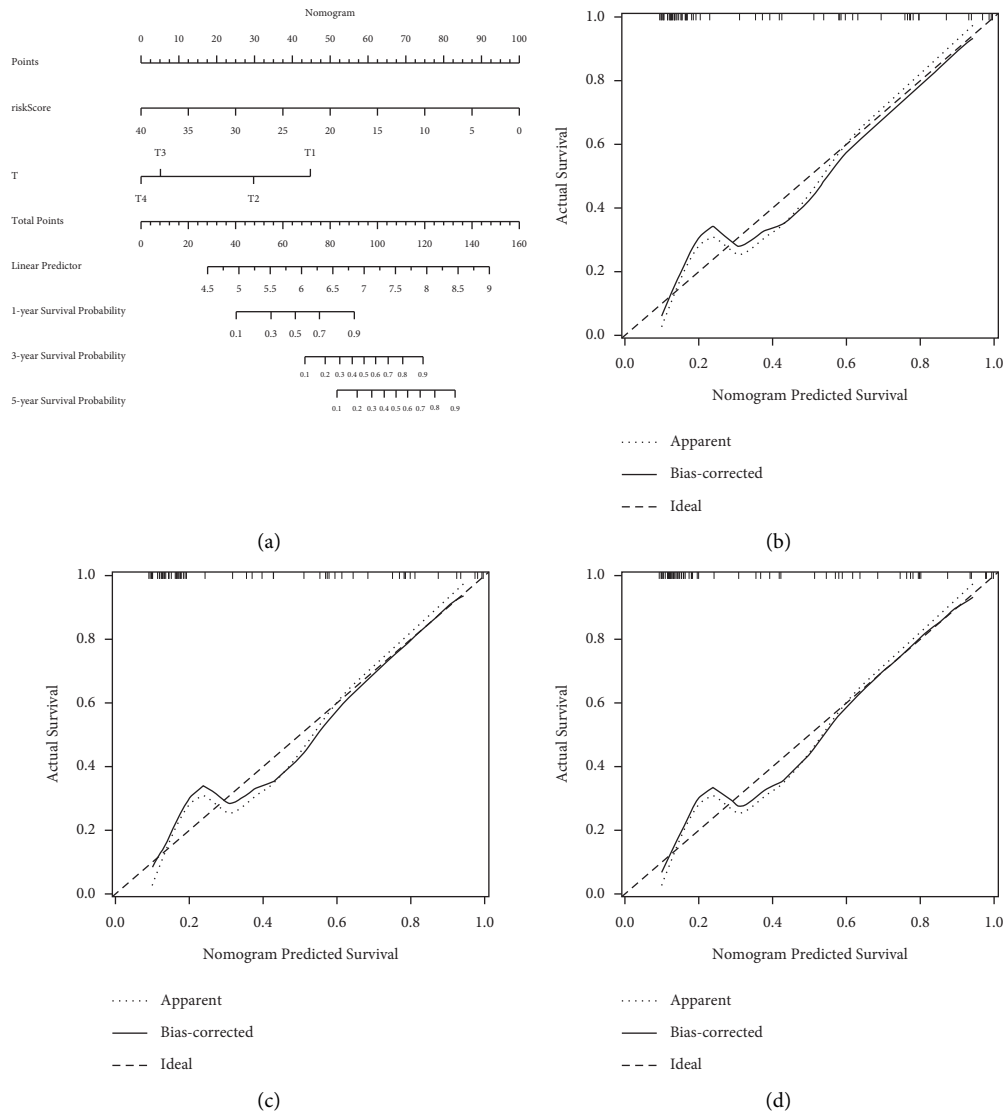 Nomogram
0 10 20 30 40 50 60 70 80 90 100
Points
riskScore
40 35 30 25 20 15 10 5 0
T3 T1
T
T4 T2
Total Points
0 20 40 60 80 100 120 140 160
Linear Predictor
4.5 5 5.5 6 6.5 7 7.5 8 8.5 9
1-year Survival Probability
0.1 0.3 0.5 0.7 0.9
3-year Survival Probability
0.1 0.2 0.3 0.4 0.5 0.6 0.7 0.8 0.9
5-year Survival Probability
0.1 0.2 0.3 0.4 0.5 0.6 0.7 0.8 0.9
(a)
1.0
0.8
0.6
0.4
0.2
0.0
Actual Survival
0.0 0.2 0.4 0.6 0.8 1.0
Nomogram Predicted Survival
Apparent
Bias-corrected
Ideal
(b)
1.0
0.8
0.6
0.4
0.2
0.0
Actual Survival
0.0 0.2 0.4 0.6 0.8 1.0
Nomogram Predicted Survival
Apparent
Bias-corrected
Ideal
(c)
1.0
0.8
0.6
0.4
0.2
0.0
Actual Survival
0.0 0.2 0.4 0.6 0.8 1.0
Nomogram Predicted Survival
Apparent
Bias-corrected
Ideal
(d)